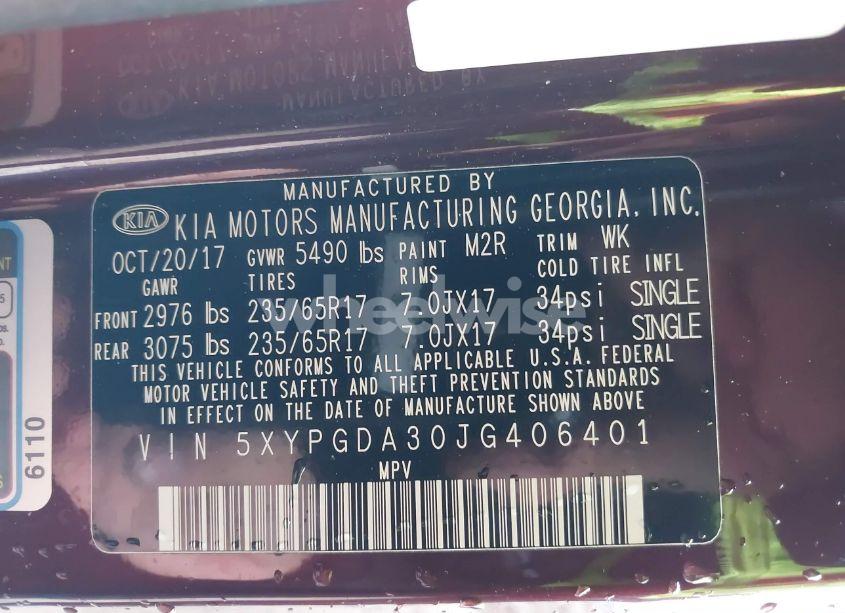 MANUFACTURED BY
KIA KIA MOTORS MANUFACTURING GEORGIA, INC.
OCT/20/17 GVWR 5490 lbs PAINT M2R TRIM WK
GAWR TIRES RIMS COLD TIRE INFL
FRONT 2976 lbs 235/65R17 7.0JX17 34psi SINGLE
REAR 3075 lbs 235/65R17 7.0JX17 34psi SINGLE
THIS VEHICLE CONFORMS TO ALL APPLICABLE U.S.A. FEDERAL
MOTOR VEHICLE SAFETY AND THEFT PREVENTION STANDARDS
IN EFFECT ON THE DATE OF MANUFACTURE SHOWN ABOVE
VIN 5XYPGDA30JG406401
MPV
6110
wheelwise